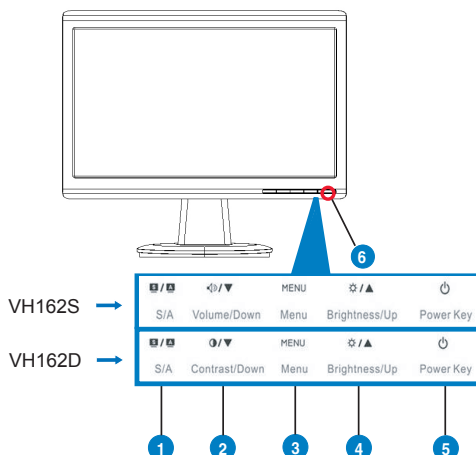 6
S/A ◀))/▼ MENU ☼/▲ ⏻
VH162S S/A Volume/Down Menu Brightness/Up Power Key
S/A ◑/▼ MENU ☼/▲ ⏻
VH162D S/A Contrast/Down Menu Brightness/Up Power Key
1 2 3 4 5